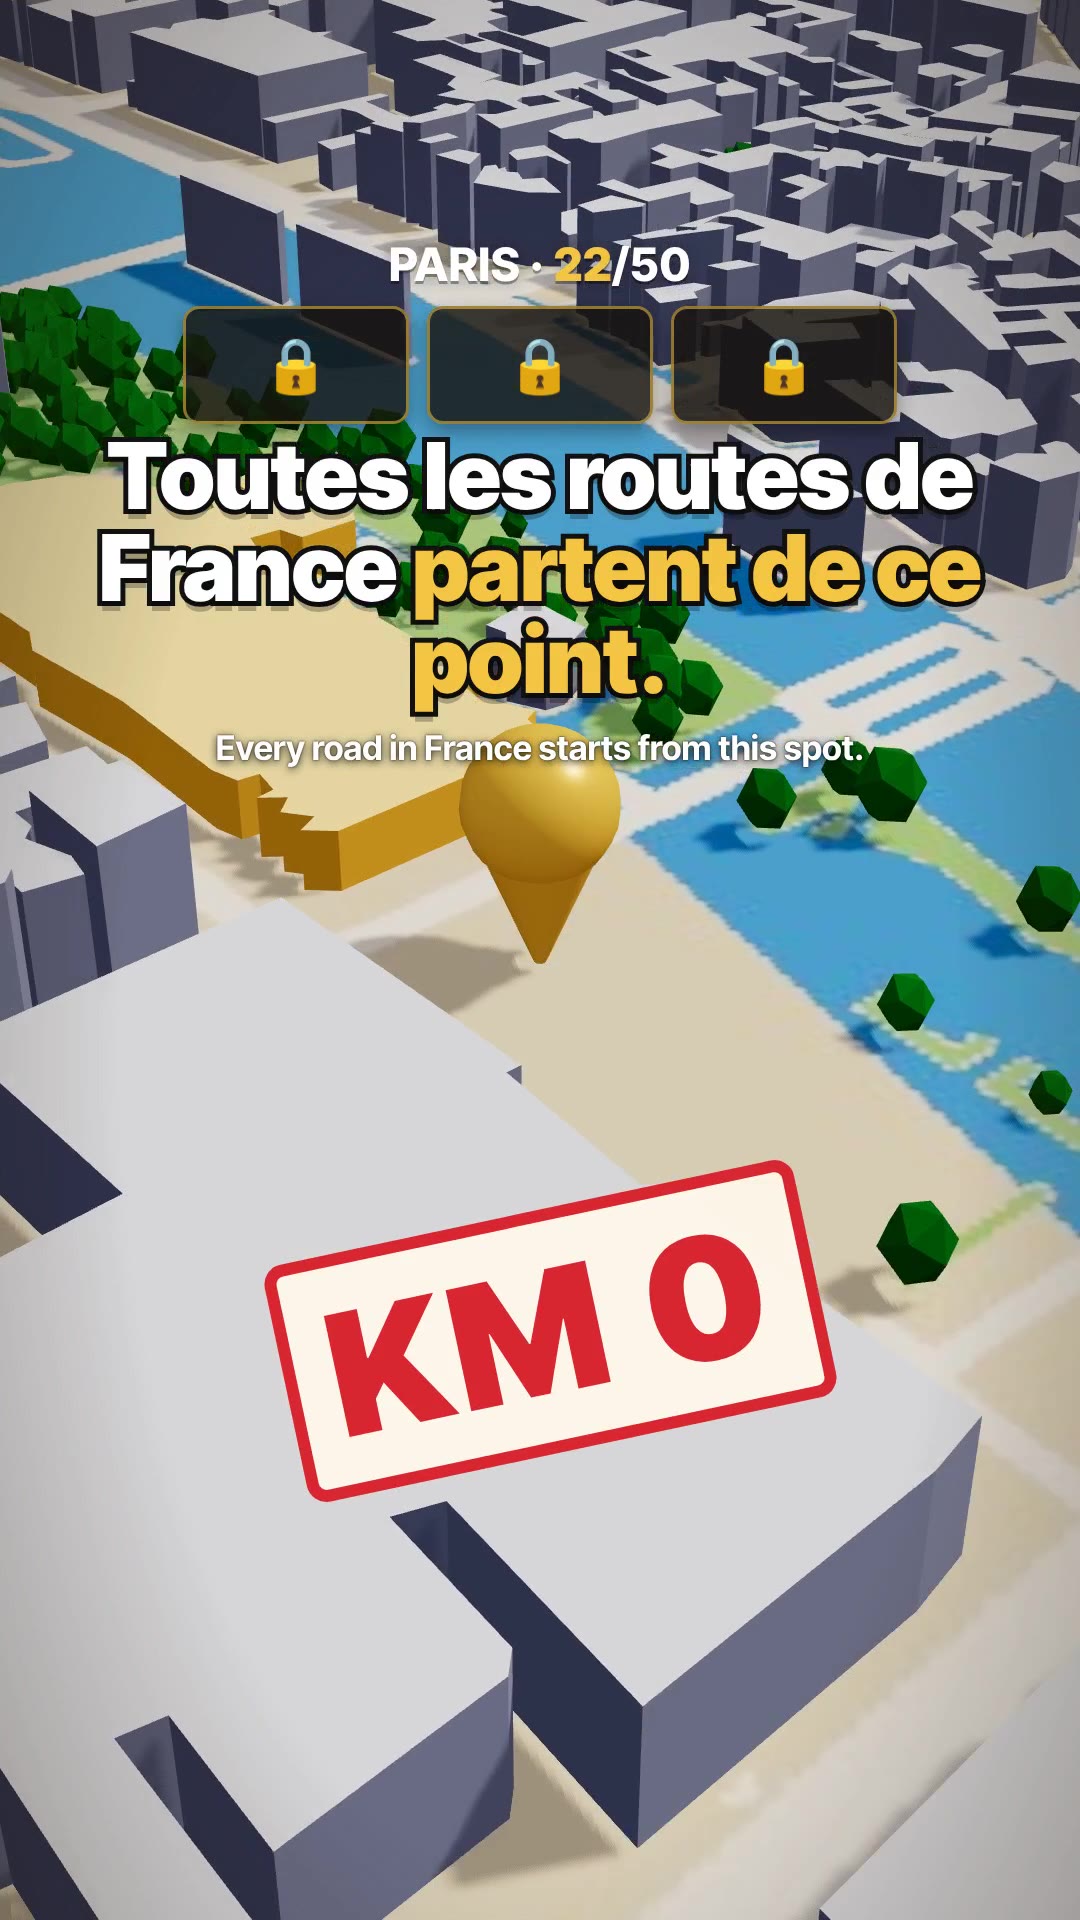 PARIS · 22/50
Toutes les routes de
France partent de ce
point.
Every road in France starts from this spot.
KM 0